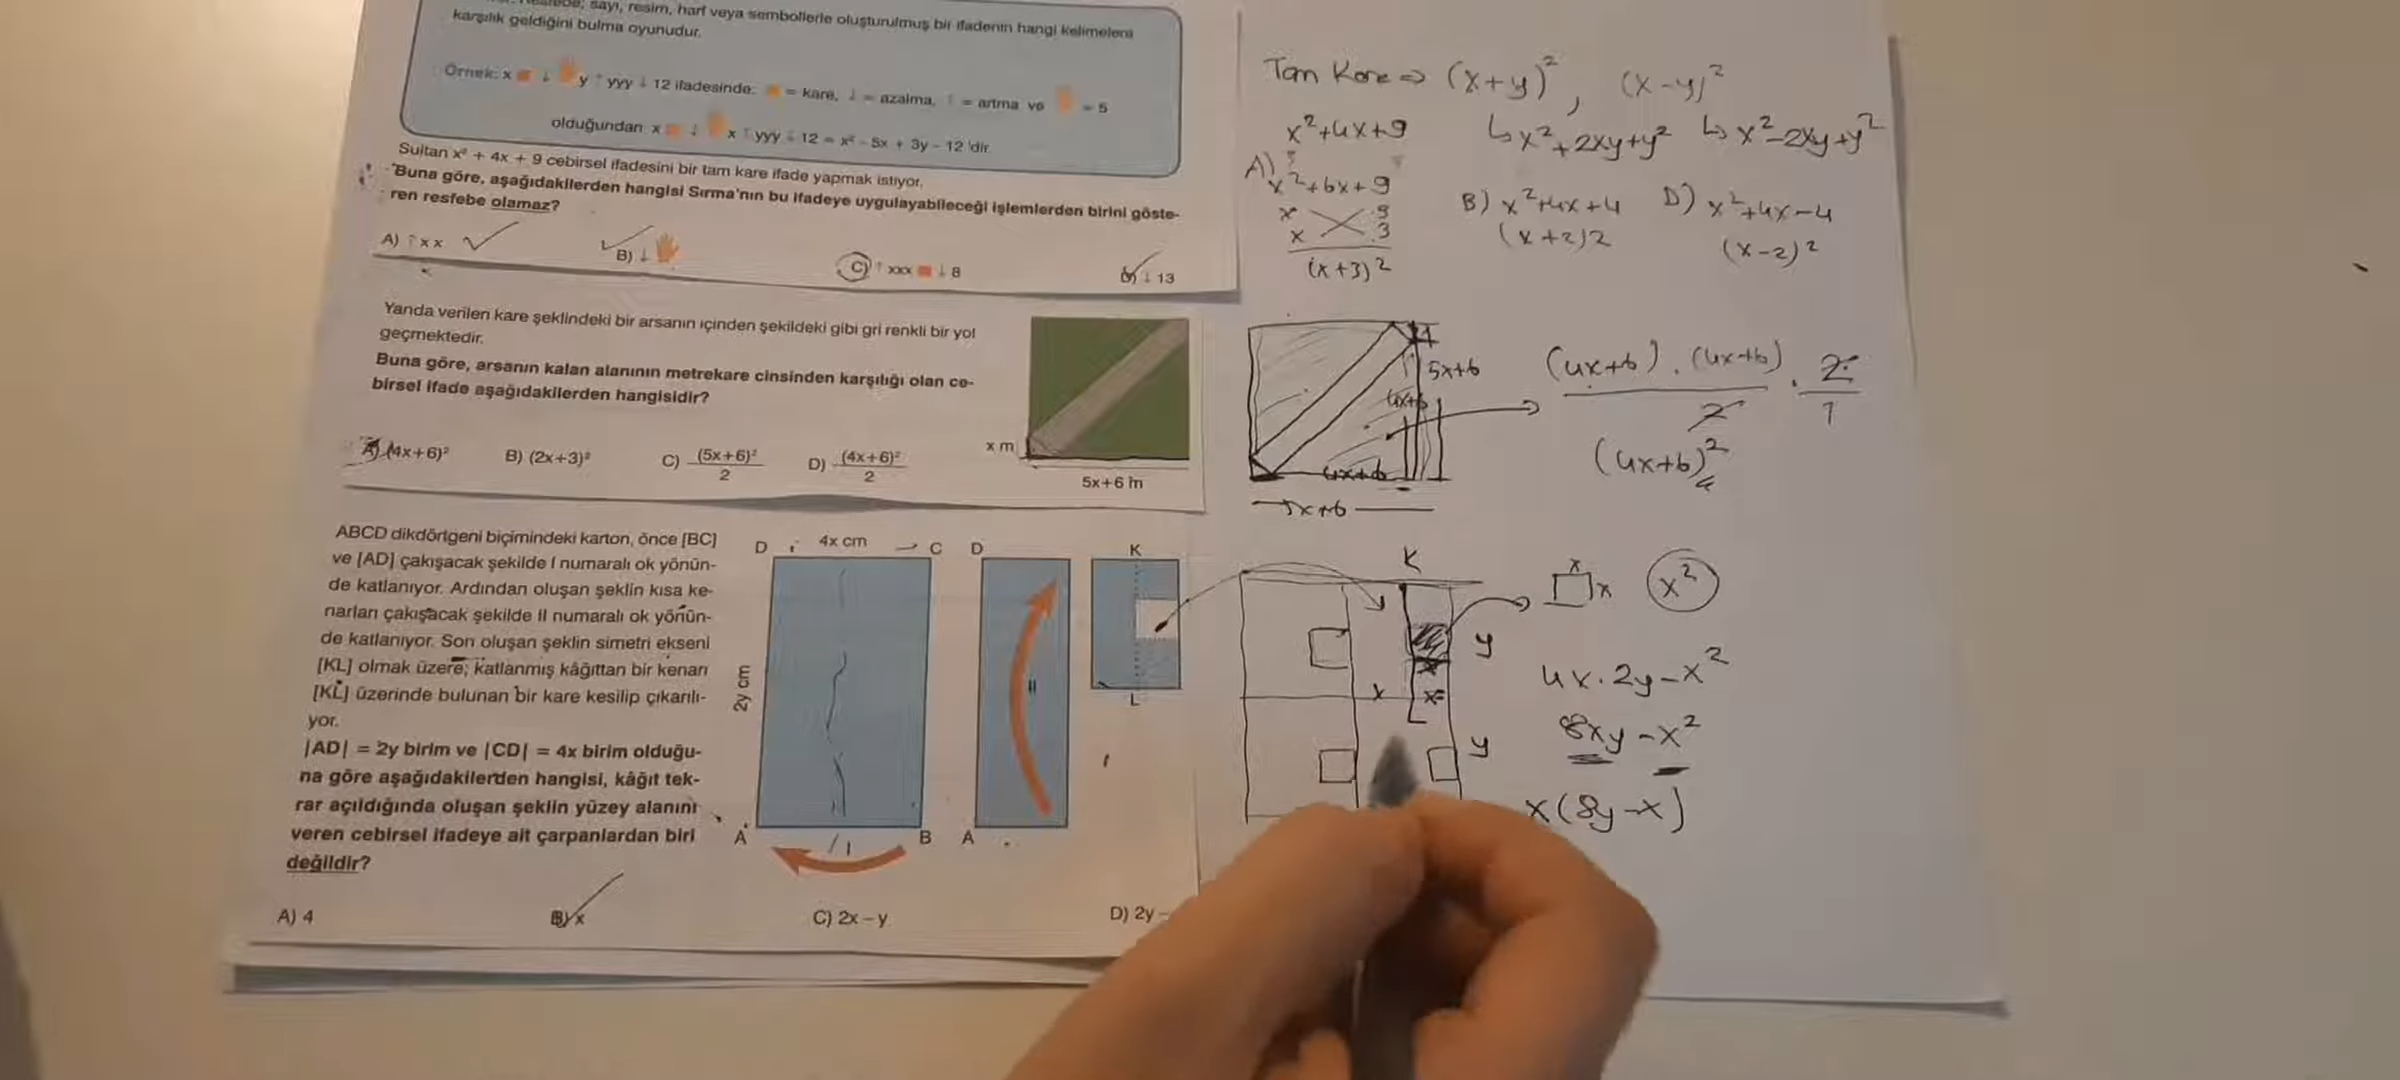 sayı, resim, harf veya sembollerle oluşturulmuş bir ifadenin hangi kelimelere
karşılık geldiğini bulma oyunudur.
Örnek: x ↓ y ↑ yyy ↓ 12 ifadesinde: = kare, ↓ = azalma, ↑ = artma ve = 5
olduğundan x ↓ x ↑ yyy ↓ 12 = x² - 5x + 3y - 12 'dir.
Sultan x² + 4x + 9 cebirsel ifadesini bir tam kare ifade yapmak istiyor.
Buna göre, aşağıdakilerden hangisi Sırma'nın bu ifadeye uygulayabileceği işlemlerden birini göste-
ren resfebe olamaz?
A) ↑ x x
B) ↓
C) ↑ xxx ↓ 8
D) ↓ 13
Yanda verilen kare şeklindeki bir arsanın içinden şekildeki gibi gri renkli bir yol
geçmektedir.
Buna göre, arsanın kalan alanının metrekare cinsinden karşılığı olan ce-
birsel ifade aşağıdakilerden hangisidir?
A) (4x+6)²
B) (2x+3)²
C) (5x+6)²/2
D) (4x+6)²/2
x m
5x+6 m
ABCD dikdörtgeni biçimindeki karton, önce [BC]
ve [AD] çakışacak şekilde I numaralı ok yönün-
de katlanıyor. Ardından oluşan şeklin kısa ke-
narları çakışacak şekilde II numaralı ok yönün-
de katlanıyor. Son oluşan şeklin simetri ekseni
[KL] olmak üzere; katlanmış kâğıttan bir kenarı
[KL] üzerinde bulunan bir kare kesilip çıkarılı-
yor.
|AD| = 2y birim ve |CD| = 4x birim olduğu-
na göre aşağıdakilerden hangisi, kâğıt tek-
rar açıldığında oluşan şeklin yüzey alanını
veren cebirsel ifadeye ait çarpanlardan biri
değildir?
A) 4
B) x
C) 2x - y
D) 2y -
D 4x cm C
2y cm
A I B
D
II
A
K
L
Tam Kare ⇒ (x+y)², (x-y)²
↳ x²+2xy+y² ↳ x²-2xy+y²
x²+4x+9
A) x²+6x+9
x 3
x 3
(x+3)²
B) x²+4x+4
(x+2)2
D) x²+4x-4
(x-2)²
5x+6
4x+6
4x+6
5x+6
(4x+6) . (4x+6) / 2 . 2/1
(4x+6)²
K
x
x
x²
y
y
x
L
4x.2y-x²
8xy-x²
x(8y-x)